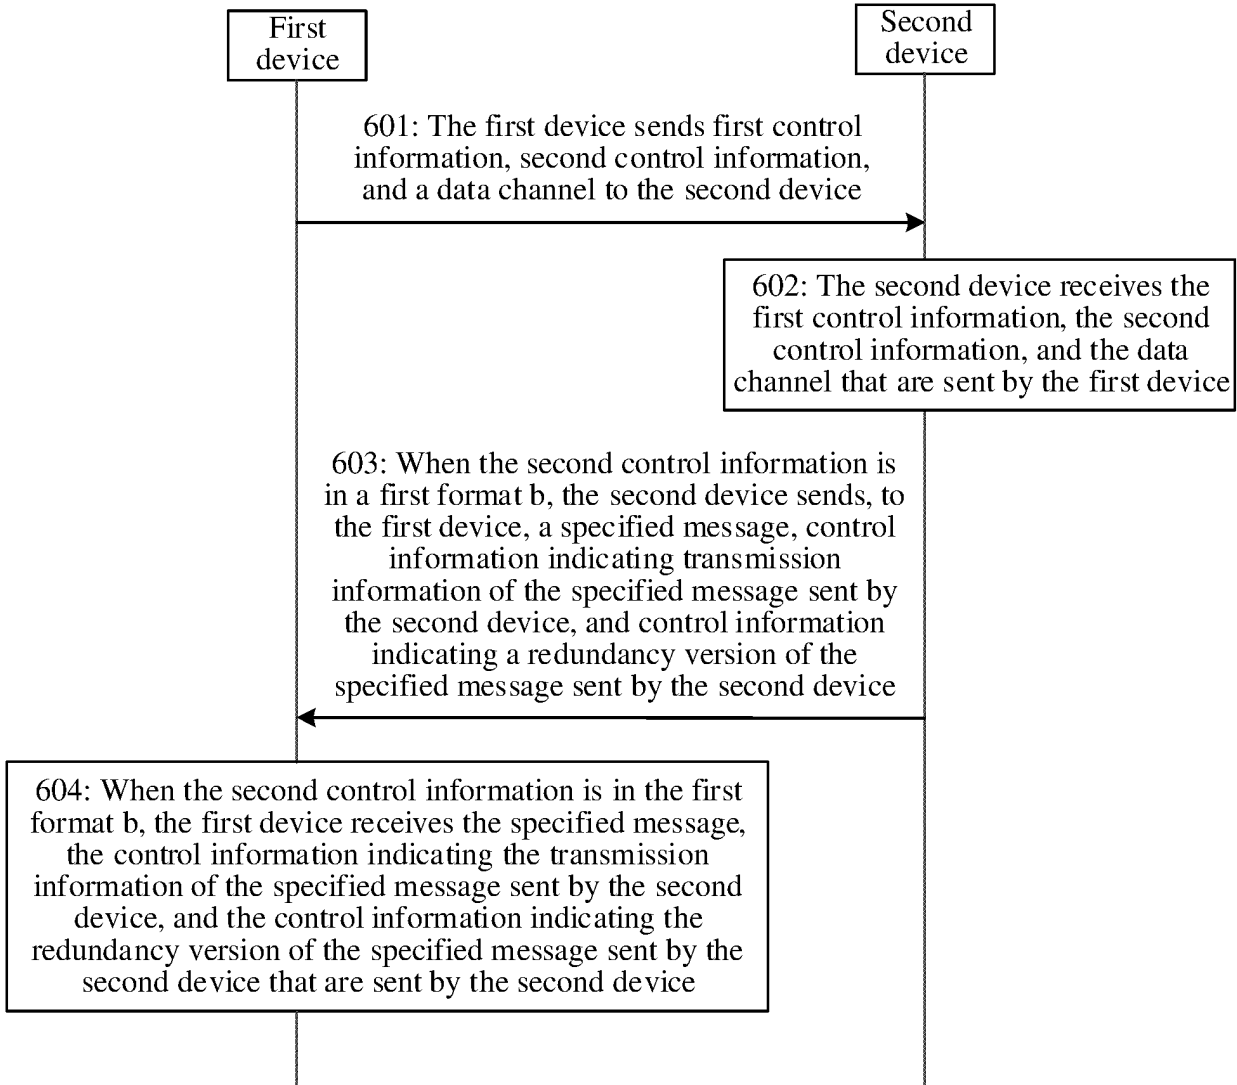 First
device
Second
device
601: The first device sends first control
information, second control information,
and a data channel to the second device
602: The second device receives the
first control information, the second
control information, and the data
channel that are sent by the first device
603: When the second control information is
in a first format b, the second device sends, to
the first device, a specified message, control
information indicating transmission
information of the specified message sent by
the second device, and control information
indicating a redundancy version of the
specified message sent by the second device
604: When the second control information is in the first
format b, the first device receives the specified message,
the control information indicating the transmission
information of the specified message sent by the second
device, and the control information indicating the
redundancy version of the specified message sent by the
second device that are sent by the second device